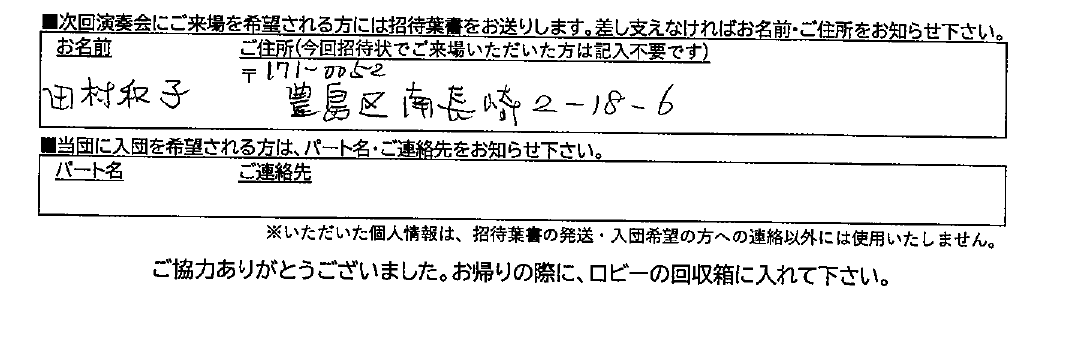 ■次回演奏会にご来場を希望される方には招待葉書をお送りします。差し支えなければお名前・ご住所をお知らせ下さい。
お名前 ご住所(今回招待状でご来場いただいた方は記入不要です)
〒171-0052
田村和子 豊島区南長崎2-18-6
■当団に入団を希望される方は、パート名・ご連絡先をお知らせ下さい。
パート名 ご連絡先
※いただいた個人情報は、招待葉書の発送・入団希望の方への連絡以外には使用いたしません。
ご協力ありがとうございました。お帰りの際に、ロビーの回収箱に入れて下さい。